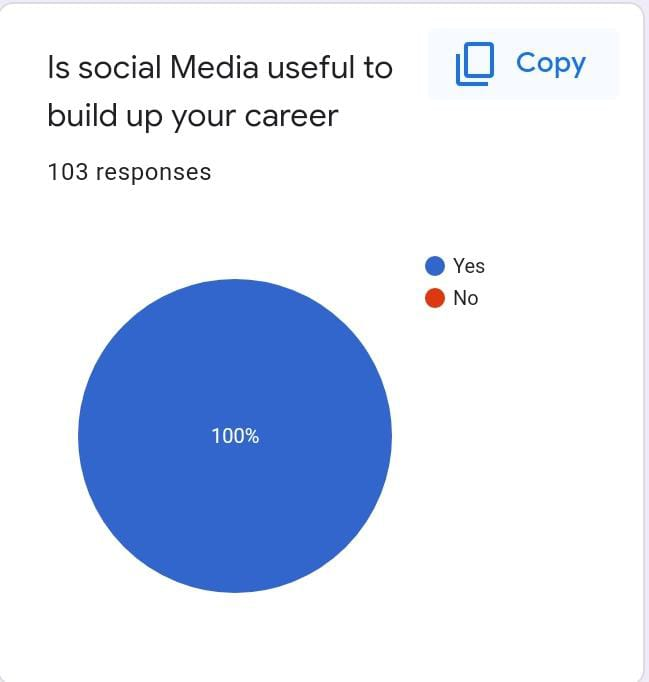 Is social Media useful to
build up your career
Copy
103 responses
Yes
No
100%